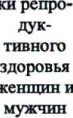 ки репро-
дук-
тивного
здоровья
женщин и
мужчин